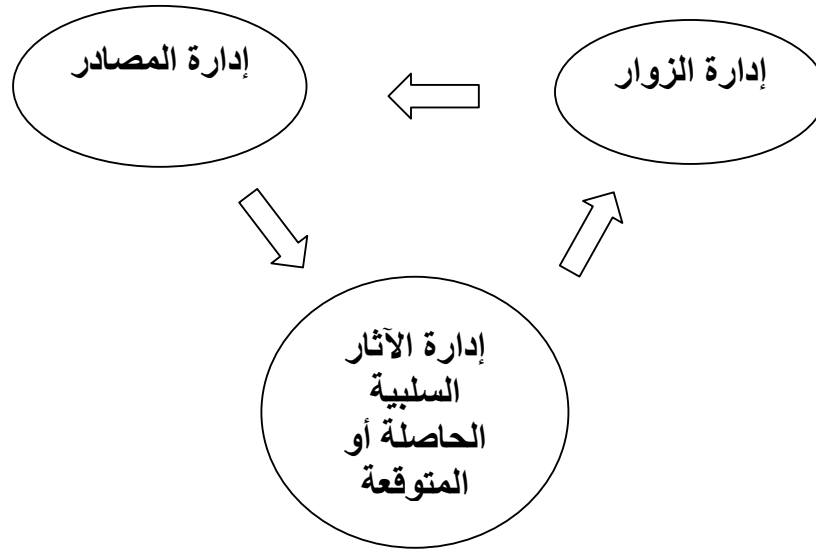 إدارة الزوار
إدارة المصادر
إدارة الآثار
السلبية
الحاصلة أو
المتوقعة